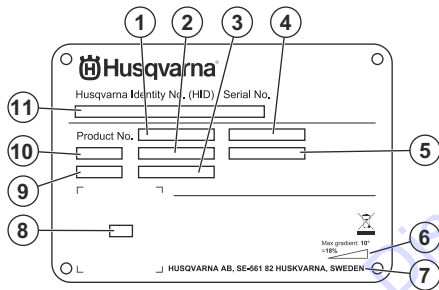 1
2
3
4
Husqvarna
Husqvarna Identity No. (HID) Serial No.
11
Product No.
10
5
9
8
Max gradient: 10°
=18%
6
HUSQVARNA AB, SE-561 82 HUSKVARNA, SWEDEN
7